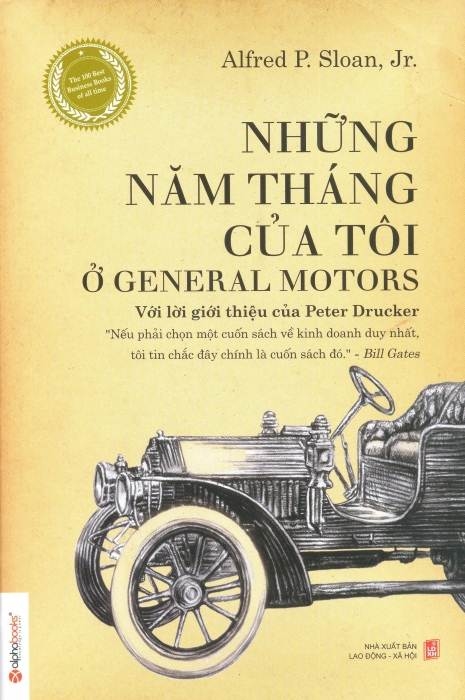 The 100 Best
Business Books
of all time
Alfred P. Sloan, Jr.
NHỮNG
NĂM THÁNG
CỦA TÔI
Ở GENERAL MOTORS
Với lời giới thiệu của Peter Drucker
"Nếu phải chọn một cuốn sách về kinh doanh duy nhất,
tôi tin chắc đây chính là cuốn sách đó." - Bill Gates
alphabooks®
NHÀ XUẤT BẢN
LAO ĐỘNG - XÃ HỘI